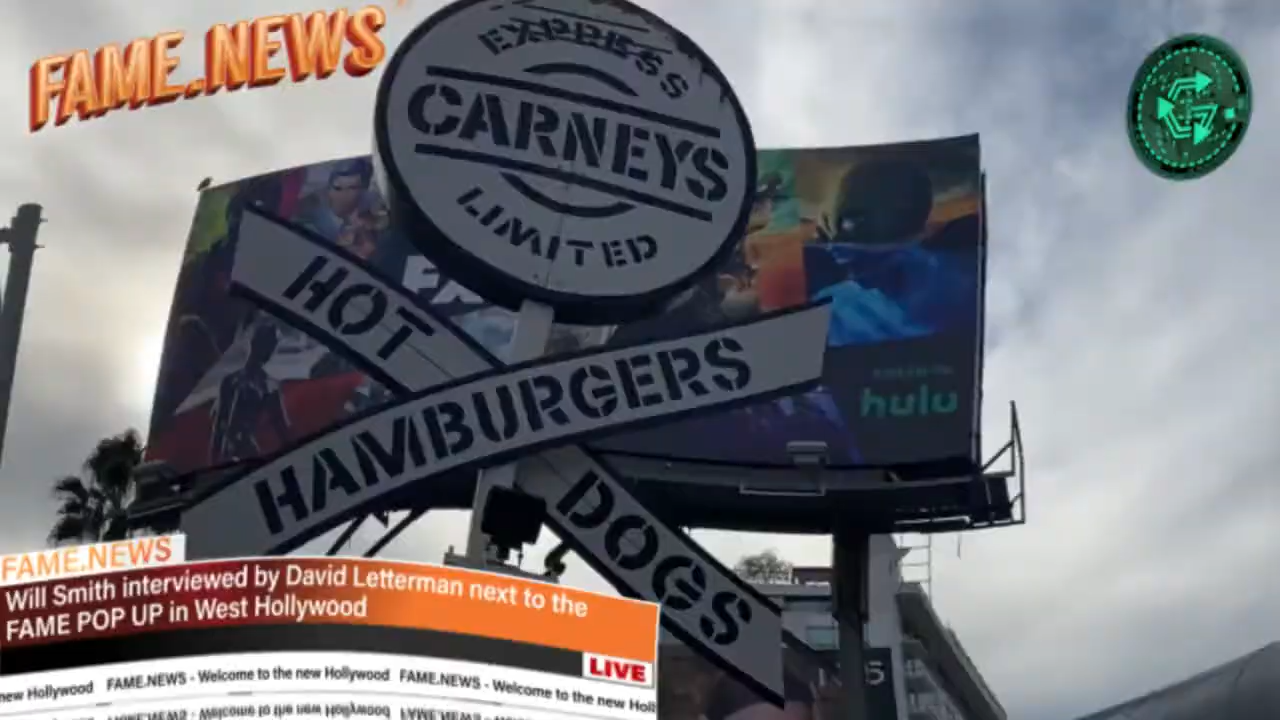 FAME.NEWS
EXPRESS
CARNEYS
LIMITED
HOT
HAMBURGERS
DOGS
hulu
5
FAME.NEWS
Will Smith interviewed by David Letterman next to the
FAME POP UP in West Hollywood
LIVE
new Hollywood FAME.NEWS - Welcome to the new Hollywood FAME.NEWS - Welcome to the new Holl